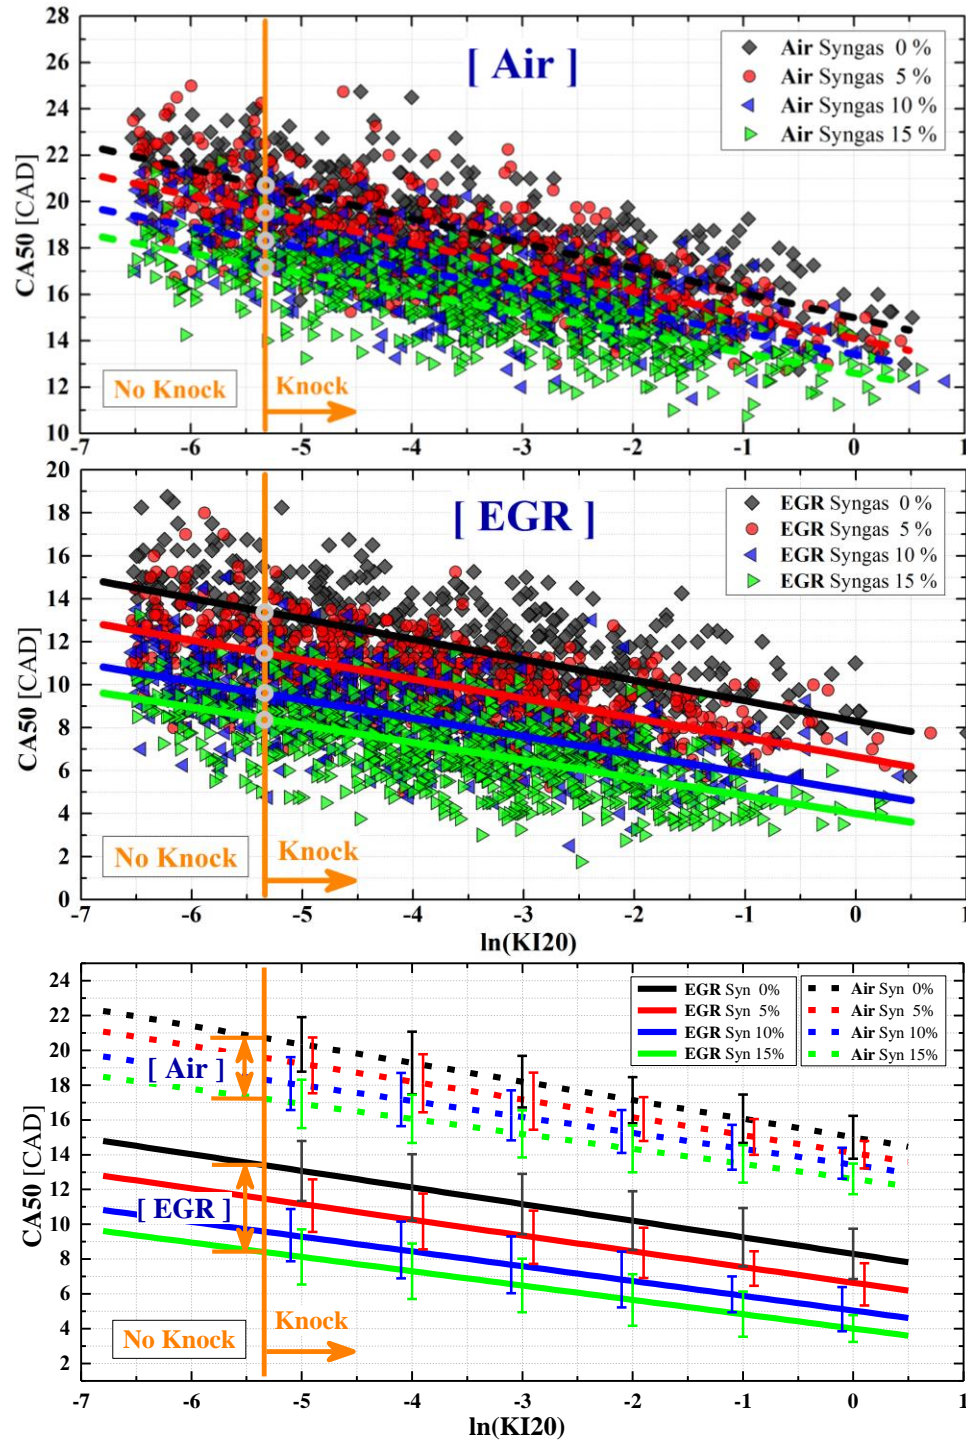 28
26
24
22
20
18
16
14
12
10
CA50 [CAD]
[ Air ]
Air Syngas 0 %
Air Syngas 5 %
Air Syngas 10 %
Air Syngas 15 %
No Knock
Knock
-7 -6 -5 -4 -3 -2 -1 0 1
20
18
16
14
12
10
8
6
4
2
0
CA50 [CAD]
[ EGR ]
EGR Syngas 0 %
EGR Syngas 5 %
EGR Syngas 10 %
EGR Syngas 15 %
No Knock
Knock
-7 -6 -5 -4 -3 -2 -1 0 1
ln(KI20)
24
22
20
18
16
14
12
10
8
6
4
2
CA50 [CAD]
EGR Syn 0%
EGR Syn 5%
EGR Syn 10%
EGR Syn 15%
Air Syn 0%
Air Syn 5%
Air Syn 10%
Air Syn 15%
[ Air ]
[ EGR ]
No Knock
Knock
-7 -6 -5 -4 -3 -2 -1 0 1
ln(KI20)